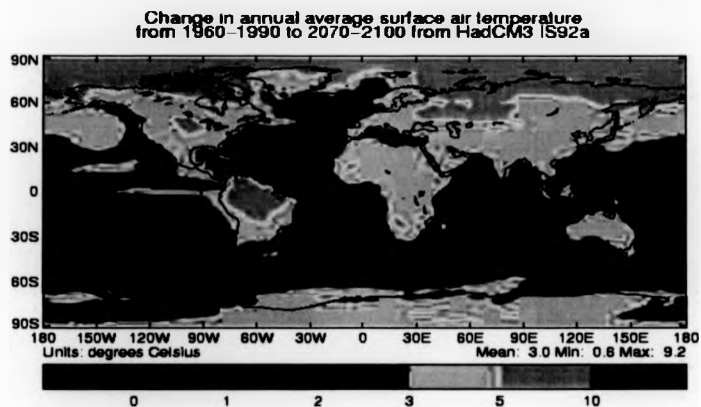 Change in annual average surface air temperature
from 1960–1990 to 2070–2100 from HadCM3 IS92a
90N
60N
30N
0
30S
60S
90S
180 150W 120W 90W 60W 30W 0 30E 60E 90E 120E 150E 180
Units: degrees Celsius Mean: 3.0 Min: 0.6 Max: 9.2
0 1 2 3 5 10